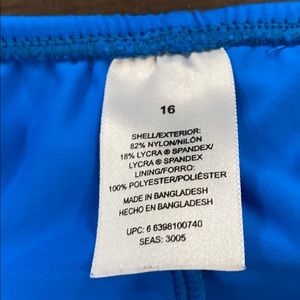 16
SHELL/EXTERIOR:
82% NYLON/NILÓN
18% LYCRA ® SPANDEX/
LYCRA ® SPANDEX
LINING/FORRO:
100% POLYESTER/POLIÉSTER
MADE IN BANGLADESH
HECHO EN BANGLADESH
UPC: 6 6398100740
SEAS: 3005